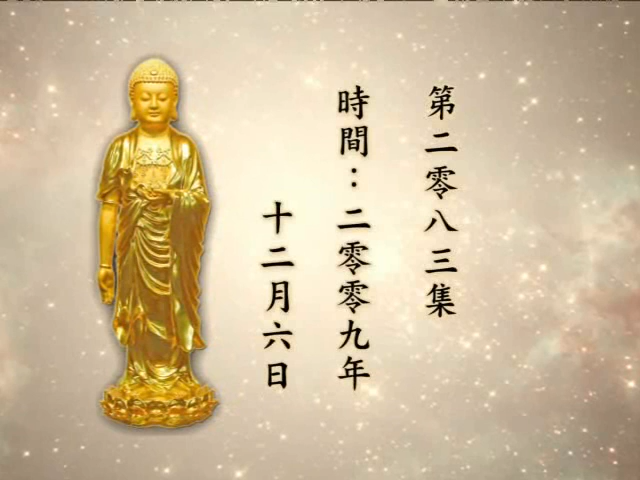 第二零八三集
時間：二零零九年
十二月六日